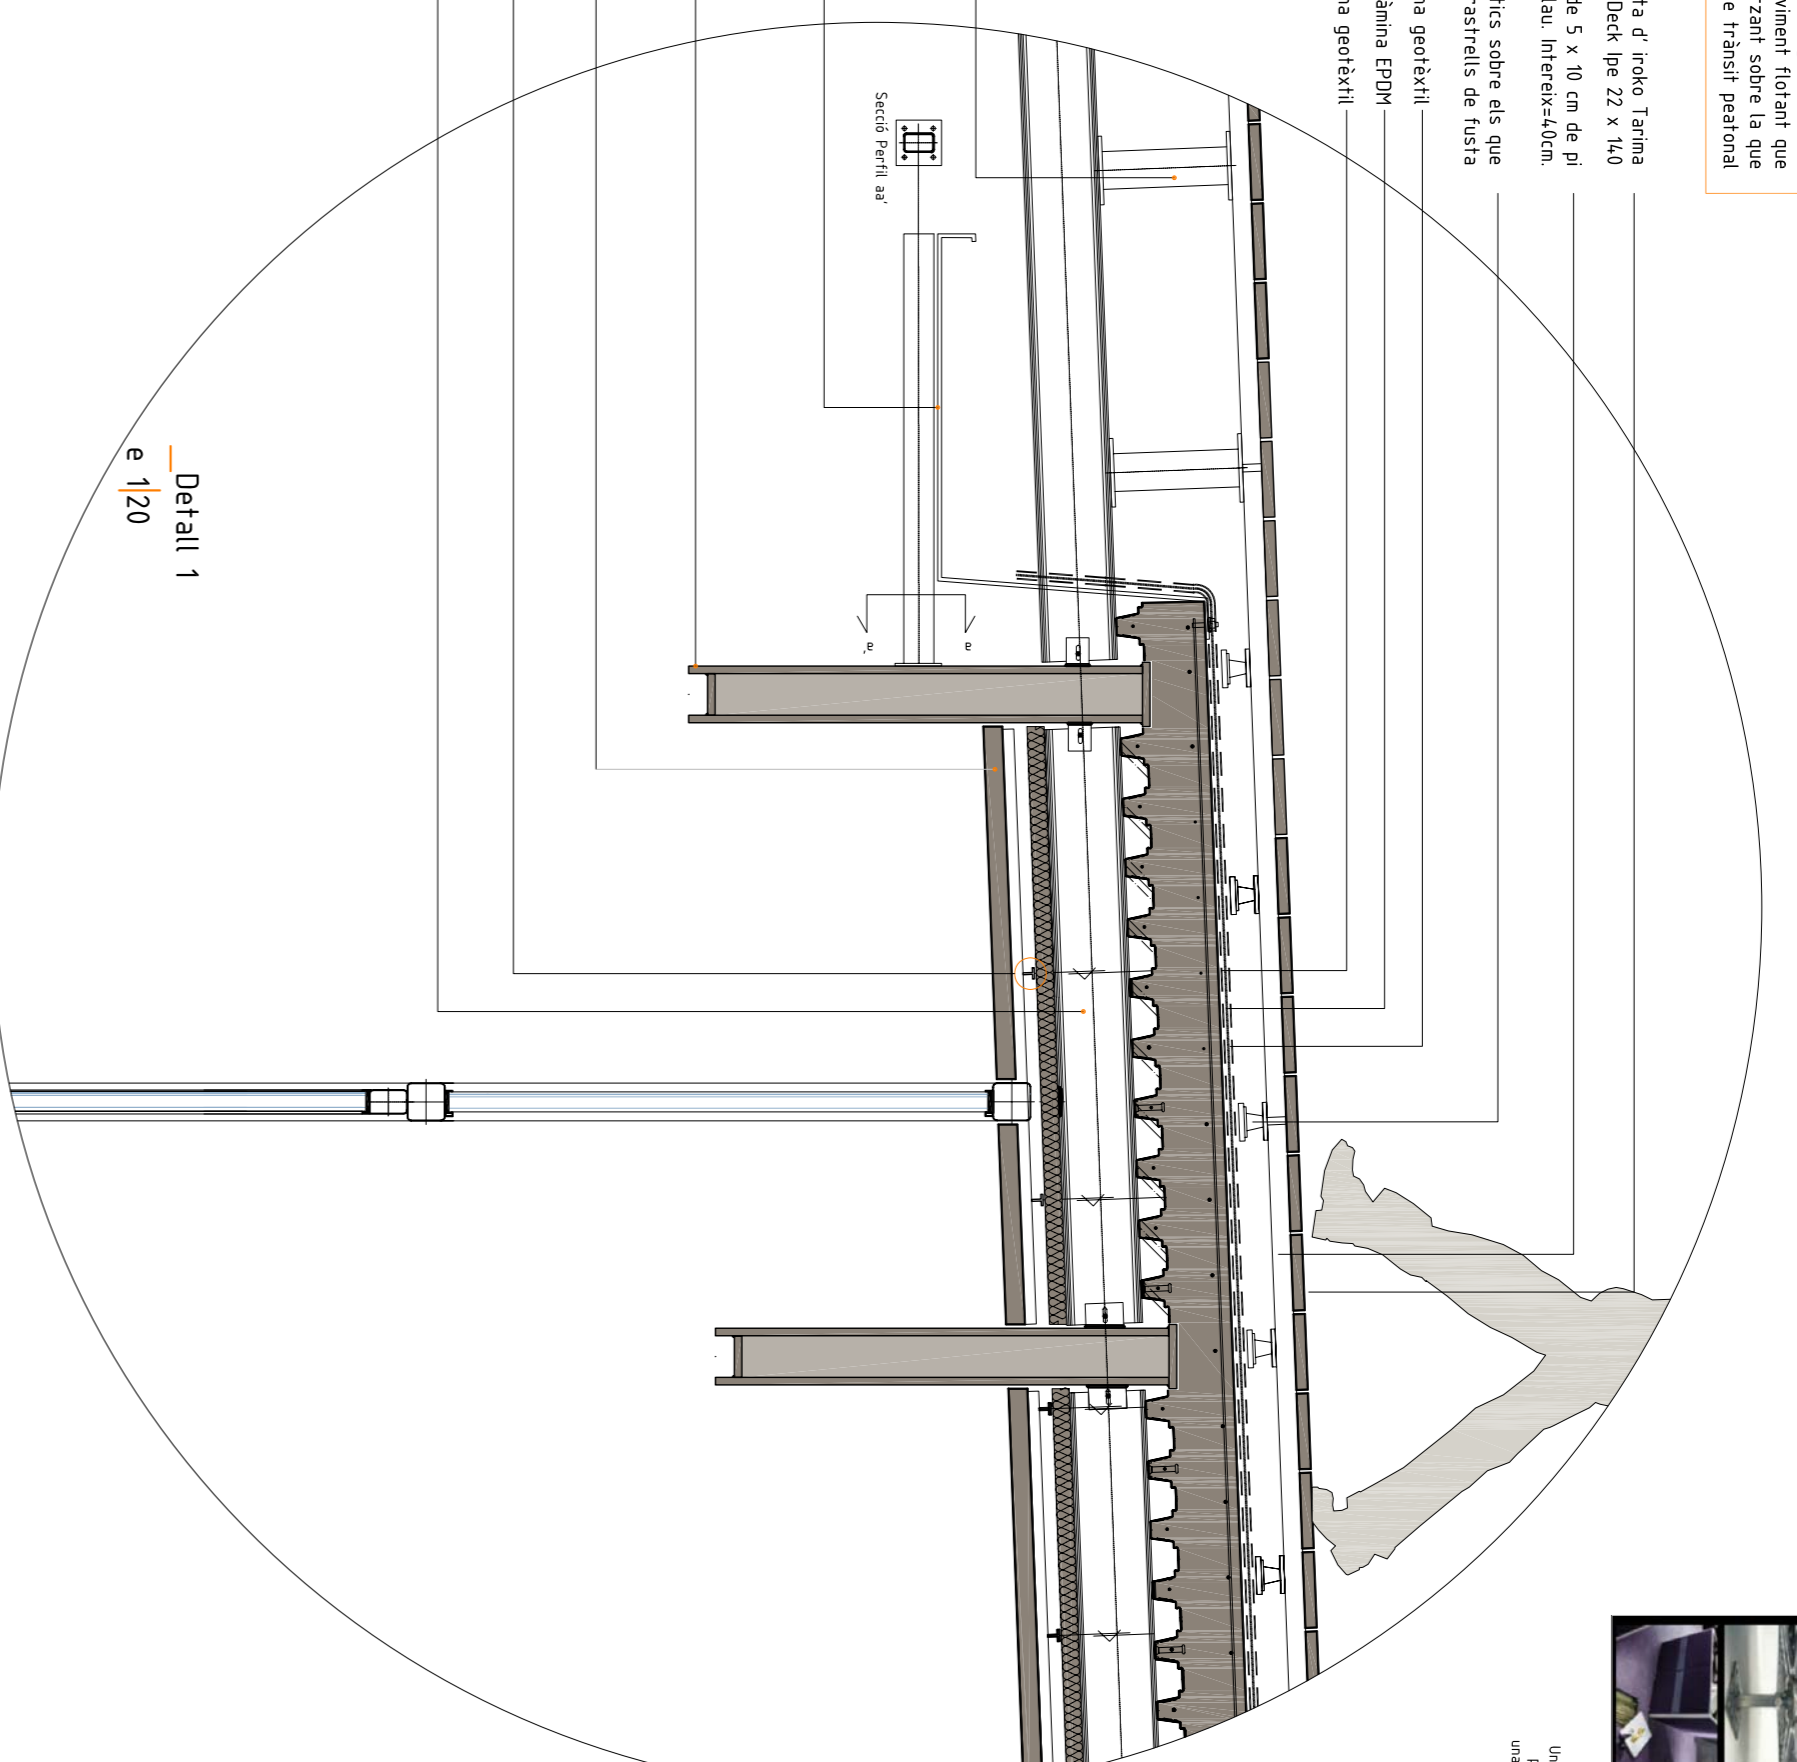 viment flotant que
rzant sobre la que
e trànsit peatonal
ta d' iroko Tarima
Deck Ipe 22 x 140
de 5 x 10 cm de pi
lau. Intereix=40cm.
tics sobre els que
rastrells de fusta
na geotèxtil
àmina EPDM
na geotèxtil
Secció Perfil aa'
a
a'
_Detall 1
e 1|20
Un
una